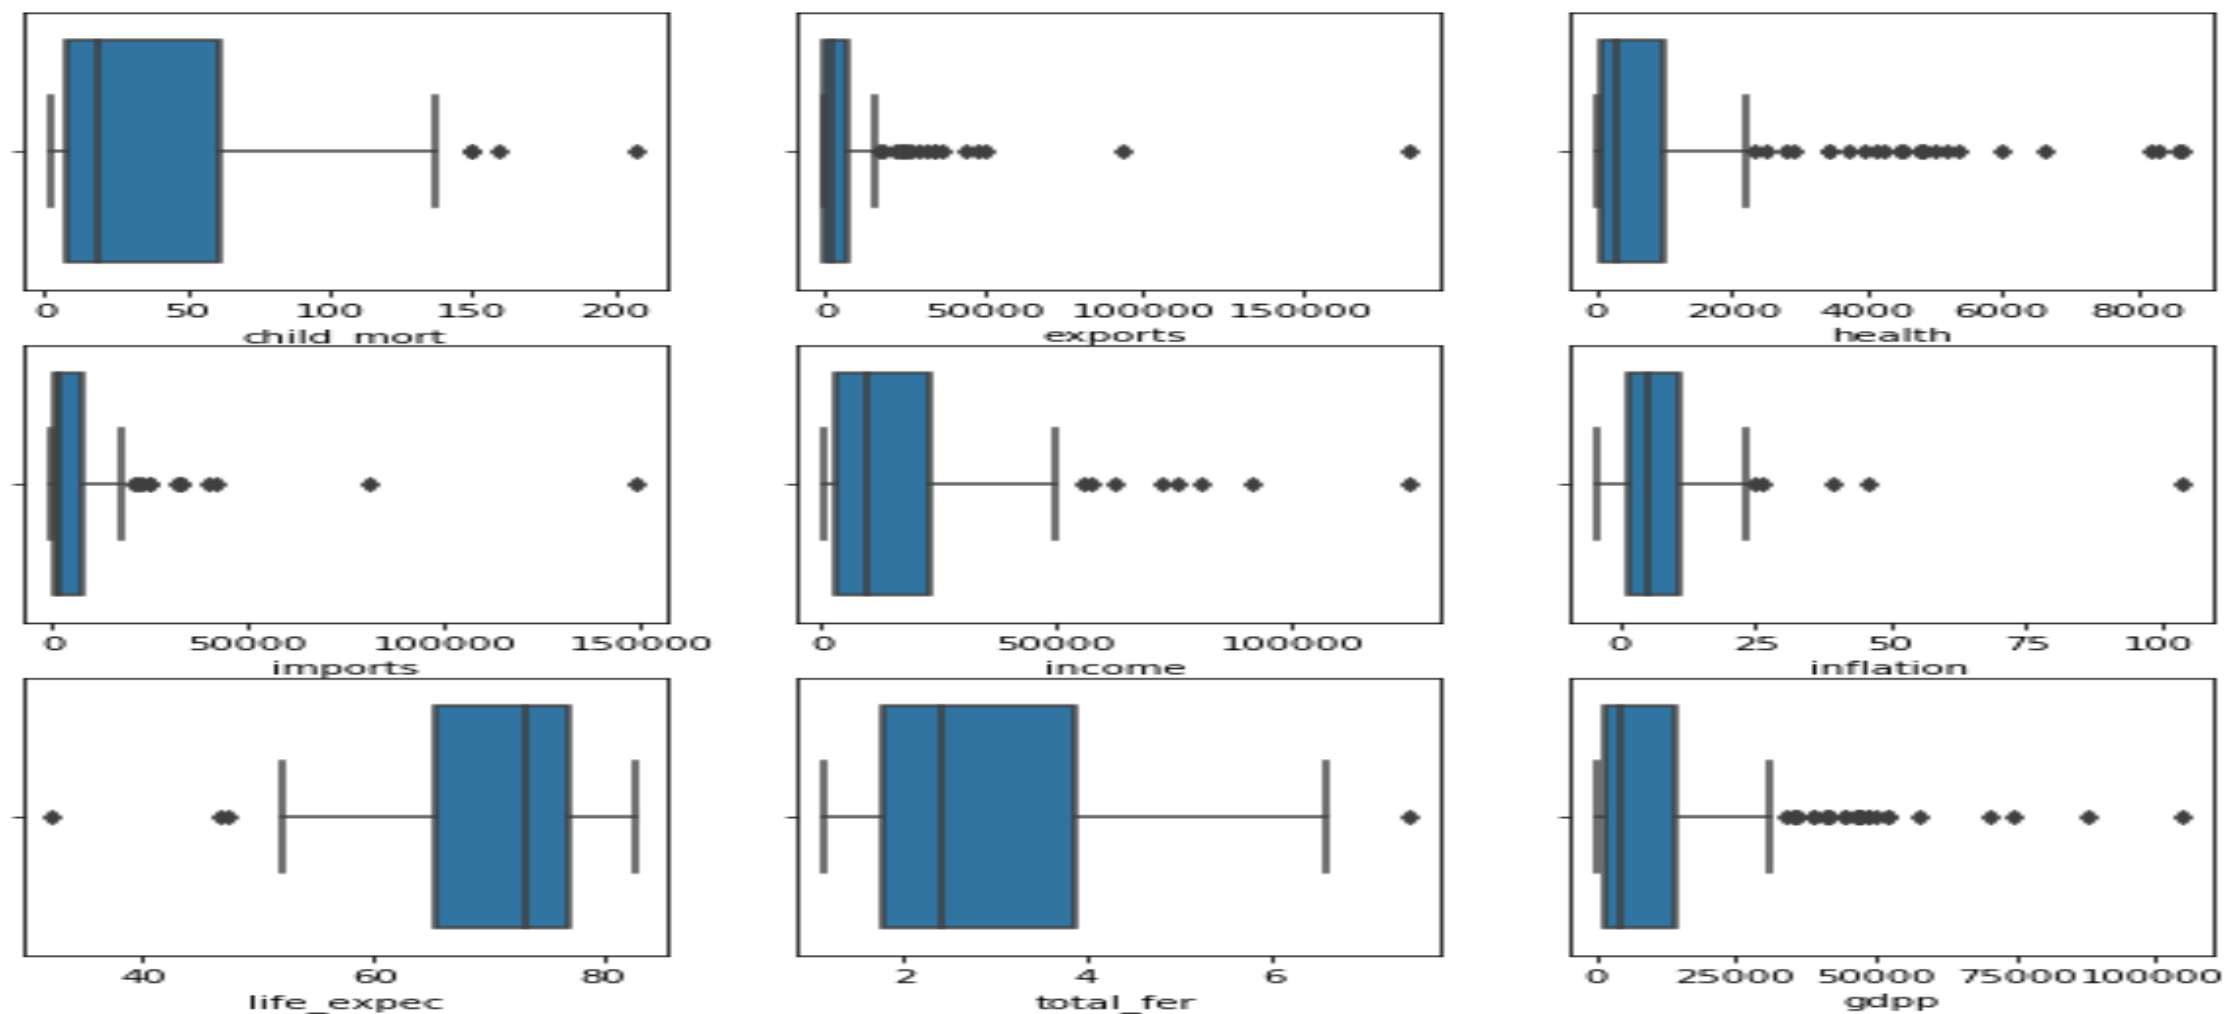 0 50 100 150 200
child_mort
0 50000 100000 150000
exports
0 2000 4000 6000 8000
health
0 50000 100000 150000
imports
0 50000 100000
income
0 25 50 75 100
inflation
40 60 80
life_expec
2 4 6
total_fer
0 25000 50000 75000 100000
gdpp